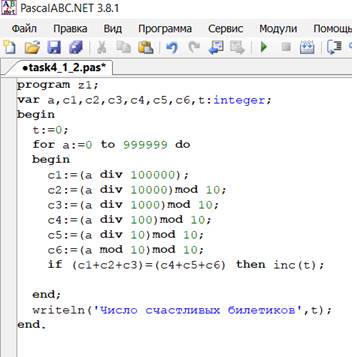 PascalABC.NET 3.8.1
Файл Правка Вид Программа Сервис Модули Помощь
●task4_1_2.pas*
program z1;
var a,c1,c2,c3,c4,c5,c6,t:integer;
begin
t:=0;
for a:=0 to 999999 do
begin
c1:=(a div 100000);
c2:=(a div 10000)mod 10;
c3:=(a div 1000)mod 10;
c4:=(a div 100)mod 10;
c5:=(a div 10)mod 10;
c6:=(a mod 10)mod 10;
if (c1+c2+c3)=(c4+c5+c6) then inc(t);
end;
writeln('Число счастливых билетиков',t);
end.